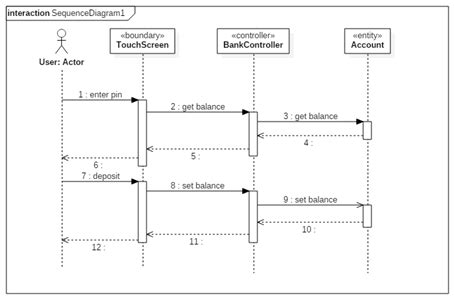 interaction SequenceDiagram1
User: Actor
«boundary»
TouchScreen
«controller»
BankController
«entity»
Account
1 : enter pin
2 : get balance
3 : get balance
4 :
5 :
6 :
7 : deposit
8 : set balance
9 : set balance
10 :
11 :
12 :